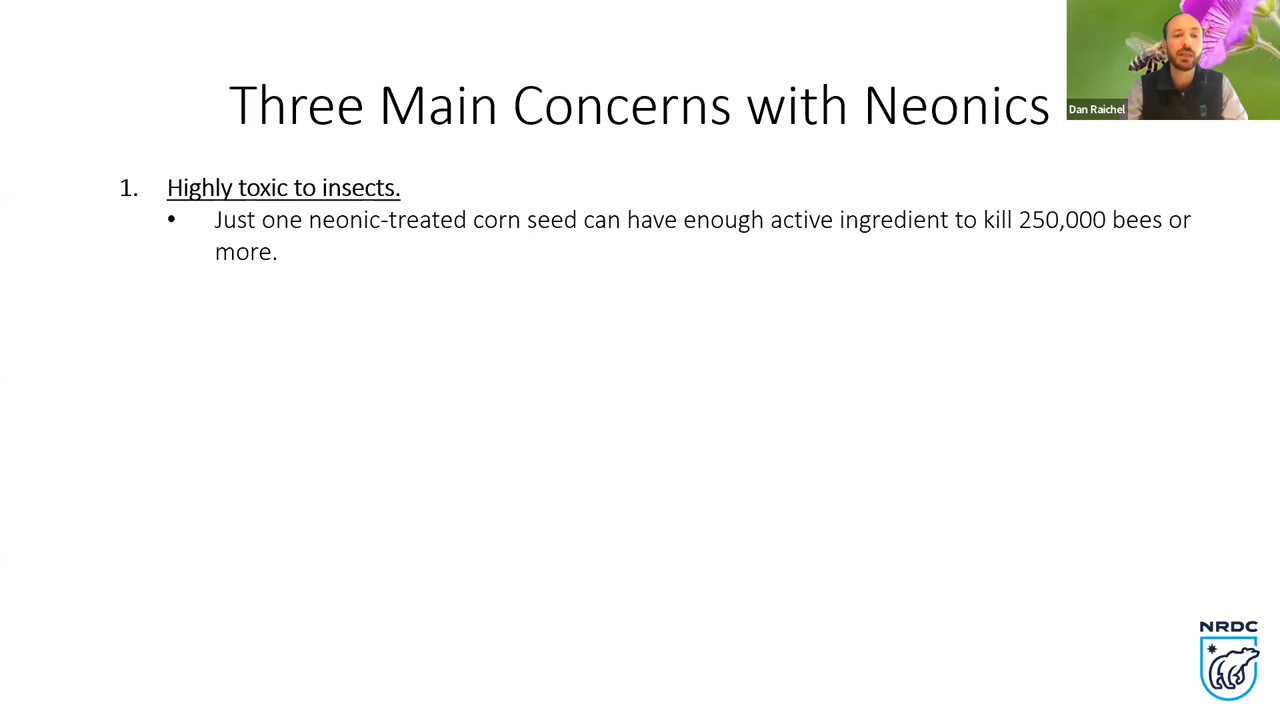 Three Main Concerns with Neonics
Dan Raichel
1. Highly toxic to insects.
• Just one neonic-treated corn seed can have enough active ingredient to kill 250,000 bees or
more.
NRDC